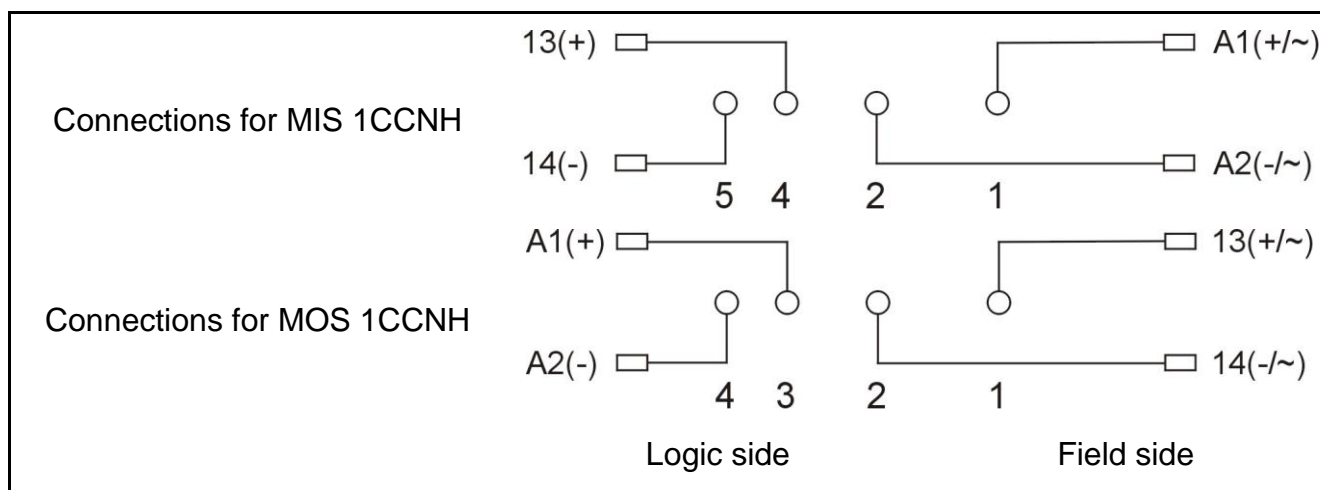 13(+) A1(+/~)
Connections for MIS 1CCNH
14(-) A2(-/~)
5 4 2 1
A1(+) 13(+/~)
Connections for MOS 1CCNH
A2(-) 14(-/~)
4 3 2 1
Logic side Field side